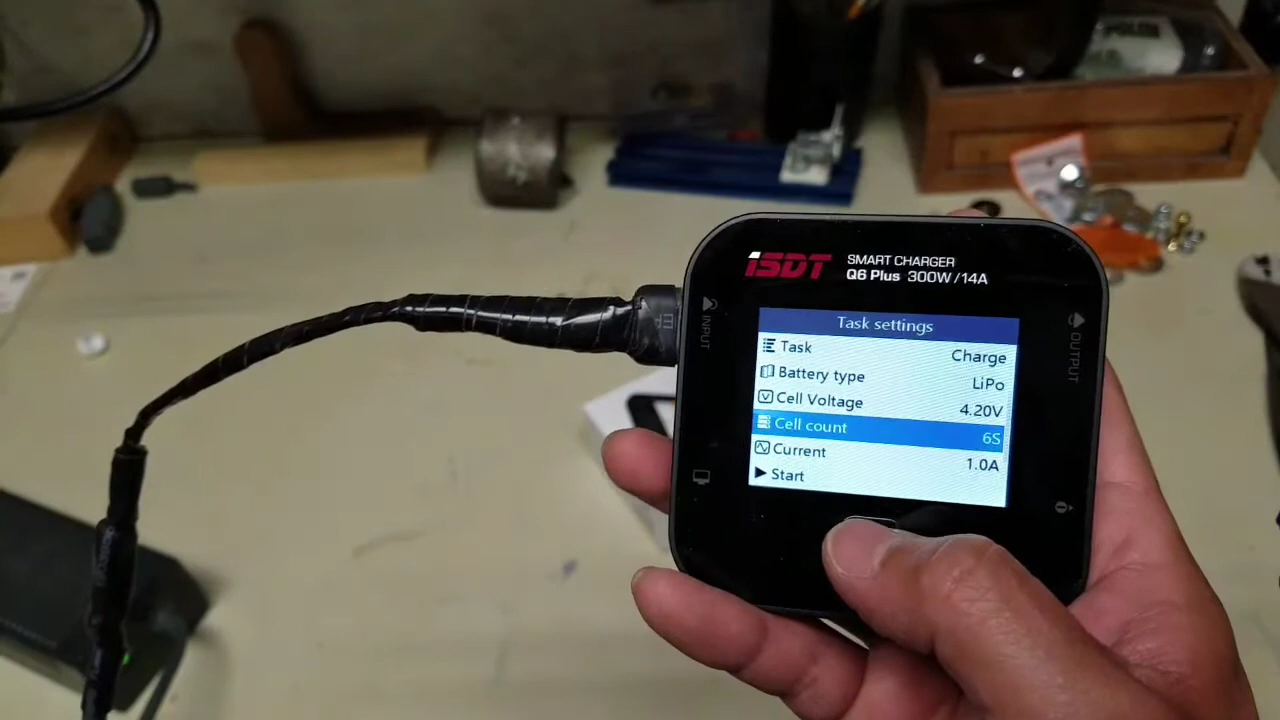 iSDT
SMART CHARGER
Q6 Plus 300W/14A
INPUT
OUTPUT
Task settings
Task Charge
Battery type LiPo
Cell Voltage 4.20V
Cell count 6S
Current 1.0A
Start